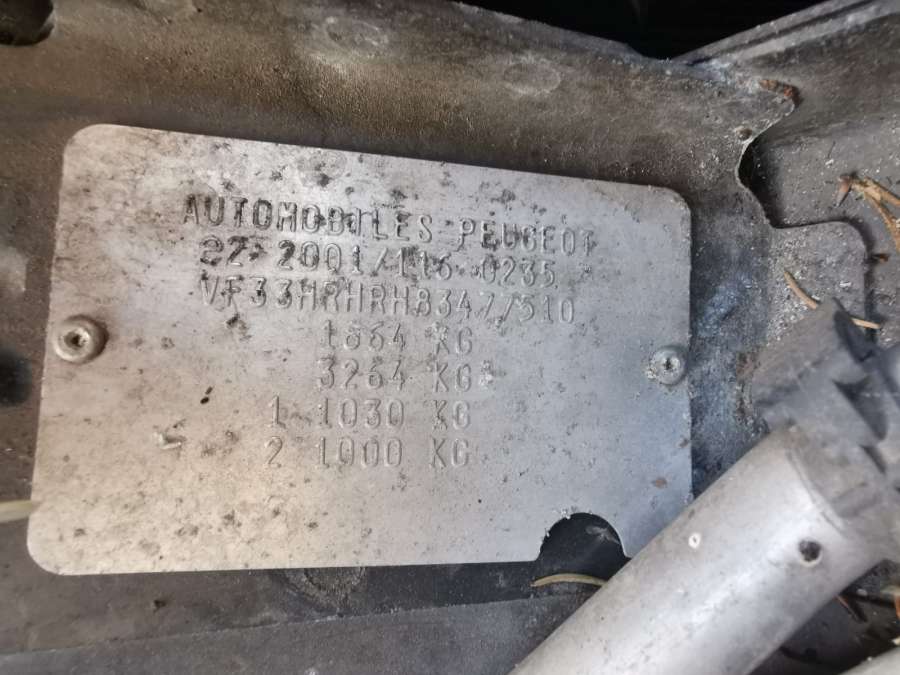 AUTOMOBILES PEUGEOT
e2*2001/116*0235*
VF33HRHRH83477510
1864 KG
3264 KG
1 1030 KG
2 1000 KG